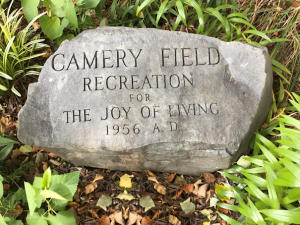 CAMERY FIELD
RECREATION
FOR
THE JOY OF LIVING
1956 A.D.